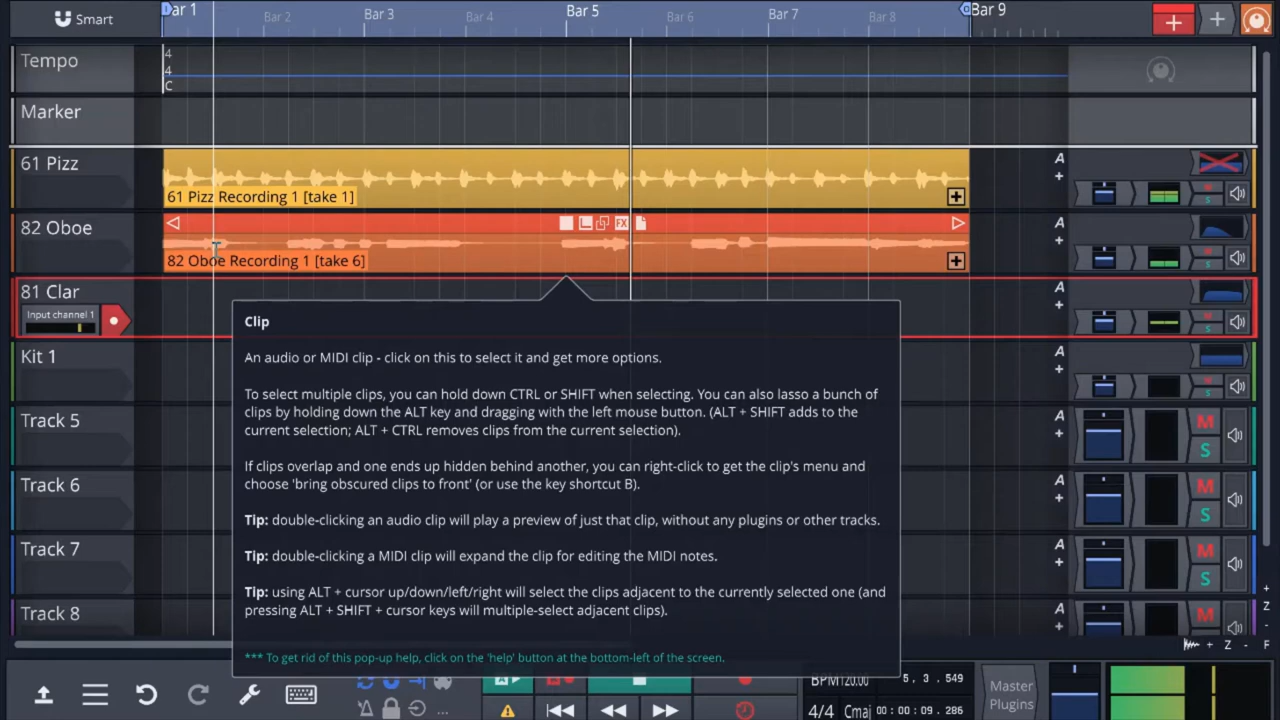 Smart
Bar 1
Bar 2
Bar 3
Bar 4
Bar 5
Bar 6
Bar 7
Bar 8
Bar 9
Tempo
4
4
C
Marker
61 Pizz
61 Pizz Recording 1 [take 1]
A
M
S
82 Oboe
FX
82 Oboe Recording 1 [take 6]
A
M
S
81 Clar
Input channel 1
A
M
S
Kit 1
A
M
S
Track 5
A
M
S
Track 6
A
M
S
Track 7
A
M
S
Track 8
A
M
Clip
An audio or MIDI clip - click on this to select it and get more options.
To select multiple clips, you can hold down CTRL or SHIFT when selecting. You can also lasso a bunch of
clips by holding down the ALT key and dragging with the left mouse button. (ALT + SHIFT adds to the
current selection; ALT + CTRL removes clips from the current selection).
If clips overlap and one ends up hidden behind another, you can right-click to get the clip's menu and
choose 'bring obscured clips to front' (or use the key shortcut B).
Tip: double-clicking an audio clip will play a preview of just that clip, without any plugins or other tracks.
Tip: double-clicking a MIDI clip will expand the clip for editing the MIDI notes.
Tip: using ALT + cursor up/down/left/right will select the clips adjacent to the currently selected one (and
pressing ALT + SHIFT + cursor keys will multiple-select adjacent clips).
*** To get rid of this pop-up help, click on the 'help' button at the bottom-left of the screen.
Z
+ Z - F
BPM 120.00
5. 3. 549
4/4 Cmaj
00:00:09.286
Master
Plugins